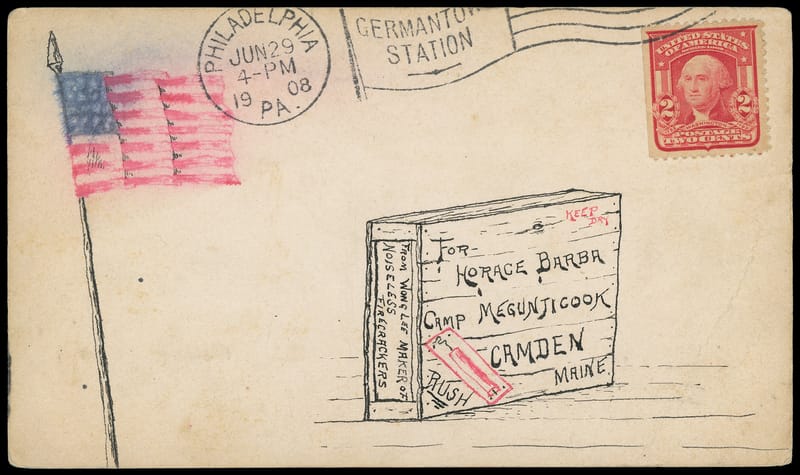 PHILADELPHIA
JUN 29
4-PM
19 08
PA.
GERMANTOWN
STATION
UNITED STATES
OF AMERICA
2 2
POSTAGE
TWO CENTS
KEEP
DRY
FOR
HORACE BARBA
CAMP MEGUNTICOOK
CAMDEN
MAINE
RUSH
FROM WONG LEE MAKER OF
NOISELESS
FIRECRACKERS